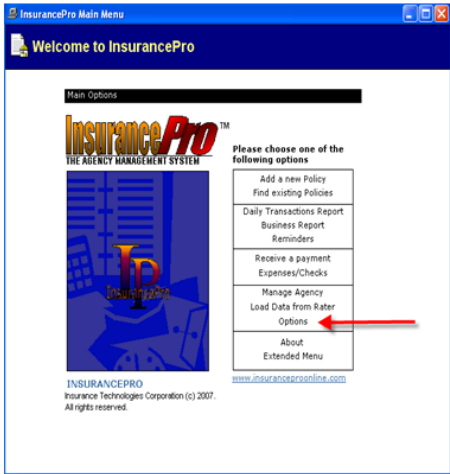 InsurancePro Main Menu
Welcome to InsurancePro
Main Options
InsurancePro™
THE AGENCY MANAGEMENT SYSTEM
Please choose one of the
following options
Add a new Policy
Find existing Policies
Daily Transactions Report
Business Report
Reminders
Receive a payment
Expenses/Checks
Manage Agency
Load Data from Rater
Options
About
Extended Menu
IP
InsurancePro
www.insuranceproonline.com
INSURANCEPRO
Insurance Technologies Corporation (c) 2007.
All rights reserved.